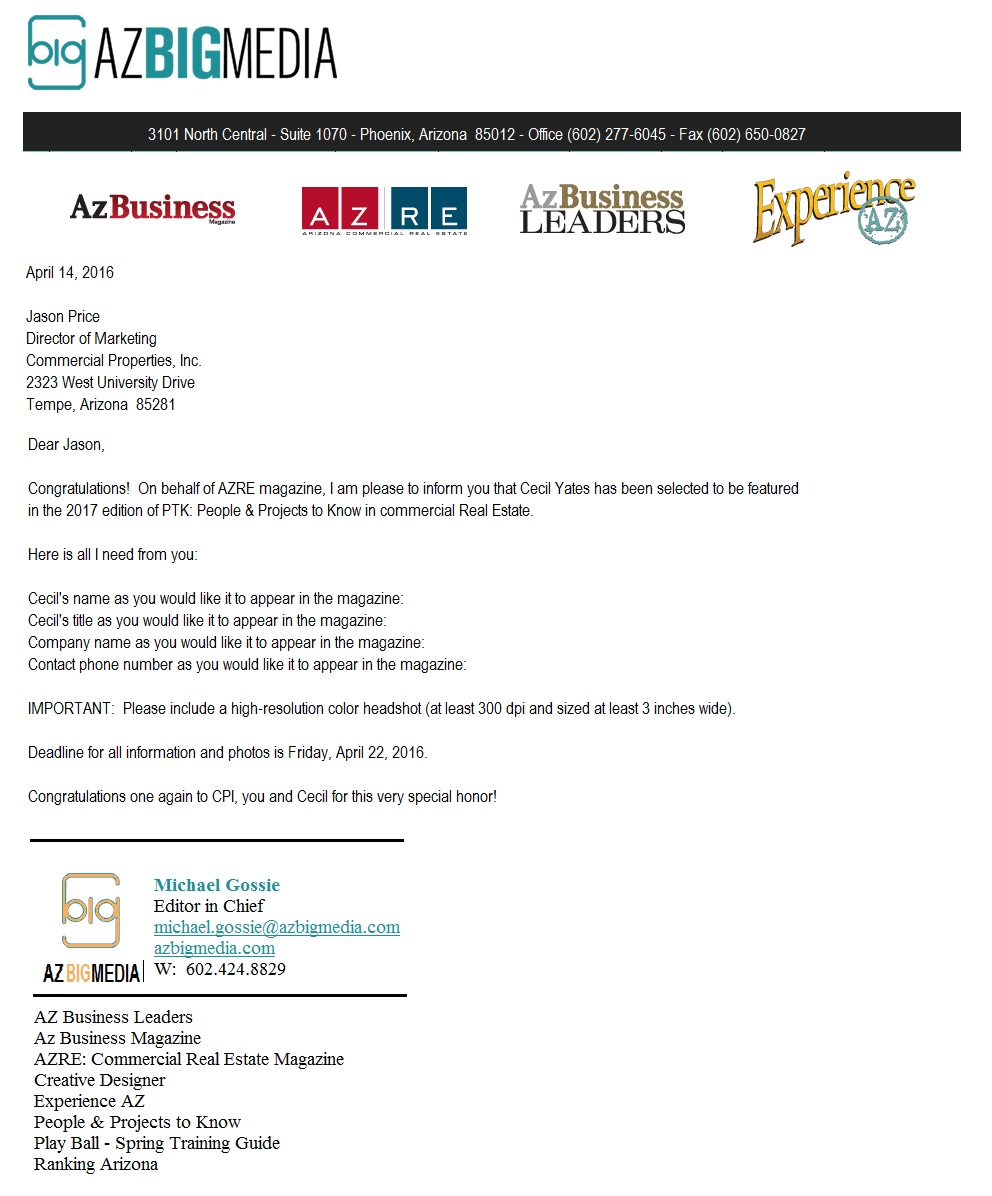 big AZBIGMEDIA
3101 North Central - Suite 1070 - Phoenix, Arizona  85012 - Office (602) 277-6045 - Fax (602) 650-0827
AzBusiness
Magazine
AZRE
ARIZONA COMMERCIAL REAL ESTATE
AzBusiness
LEADERS
Experience
AZ
April 14, 2016
Jason Price
Director of Marketing
Commercial Properties, Inc.
2323 West University Drive
Tempe, Arizona  85281
Dear Jason,
Congratulations!  On behalf of AZRE magazine, I am please to inform you that Cecil Yates has been selected to be featured
in the 2017 edition of PTK: People & Projects to Know in commercial Real Estate.
Here is all I need from you:
Cecil's name as you would like it to appear in the magazine:
Cecil's title as you would like it to appear in the magazine:
Company name as you would like it to appear in the magazine:
Contact phone number as you would like it to appear in the magazine:
IMPORTANT:  Please include a high-resolution color headshot (at least 300 dpi and sized at least 3 inches wide).
Deadline for all information and photos is Friday, April 22, 2016.
Congratulations one again to CPI, you and Cecil for this very special honor!
big
AZBIGMEDIA
Michael Gossie
Editor in Chief
michael.gossie@azbigmedia.com
azbigmedia.com
W:  602.424.8829
AZ Business Leaders
Az Business Magazine
AZRE: Commercial Real Estate Magazine
Creative Designer
Experience AZ
People & Projects to Know
Play Ball - Spring Training Guide
Ranking Arizona